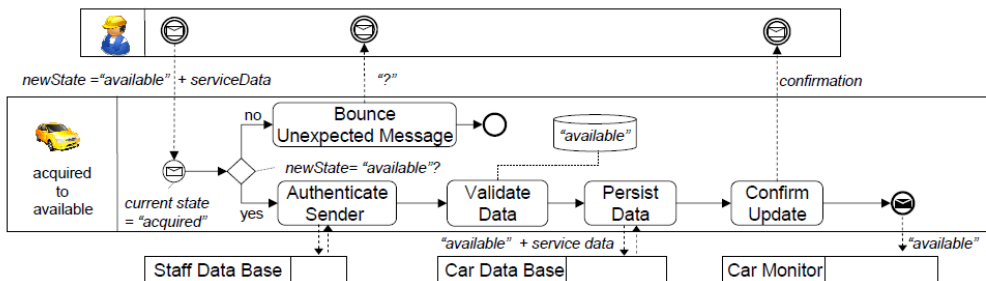 newState =“available” + serviceData
“?”
confirmation
acquired
to
available
current state
= “acquired”
no
yes
Bounce
Unexpected Message
newState= “available”?
“available”
Authenticate
Sender
Validate
Data
Persist
Data
Confirm
Update
“available” + service data
“available”
Staff Data Base
Car Data Base
Car Monitor